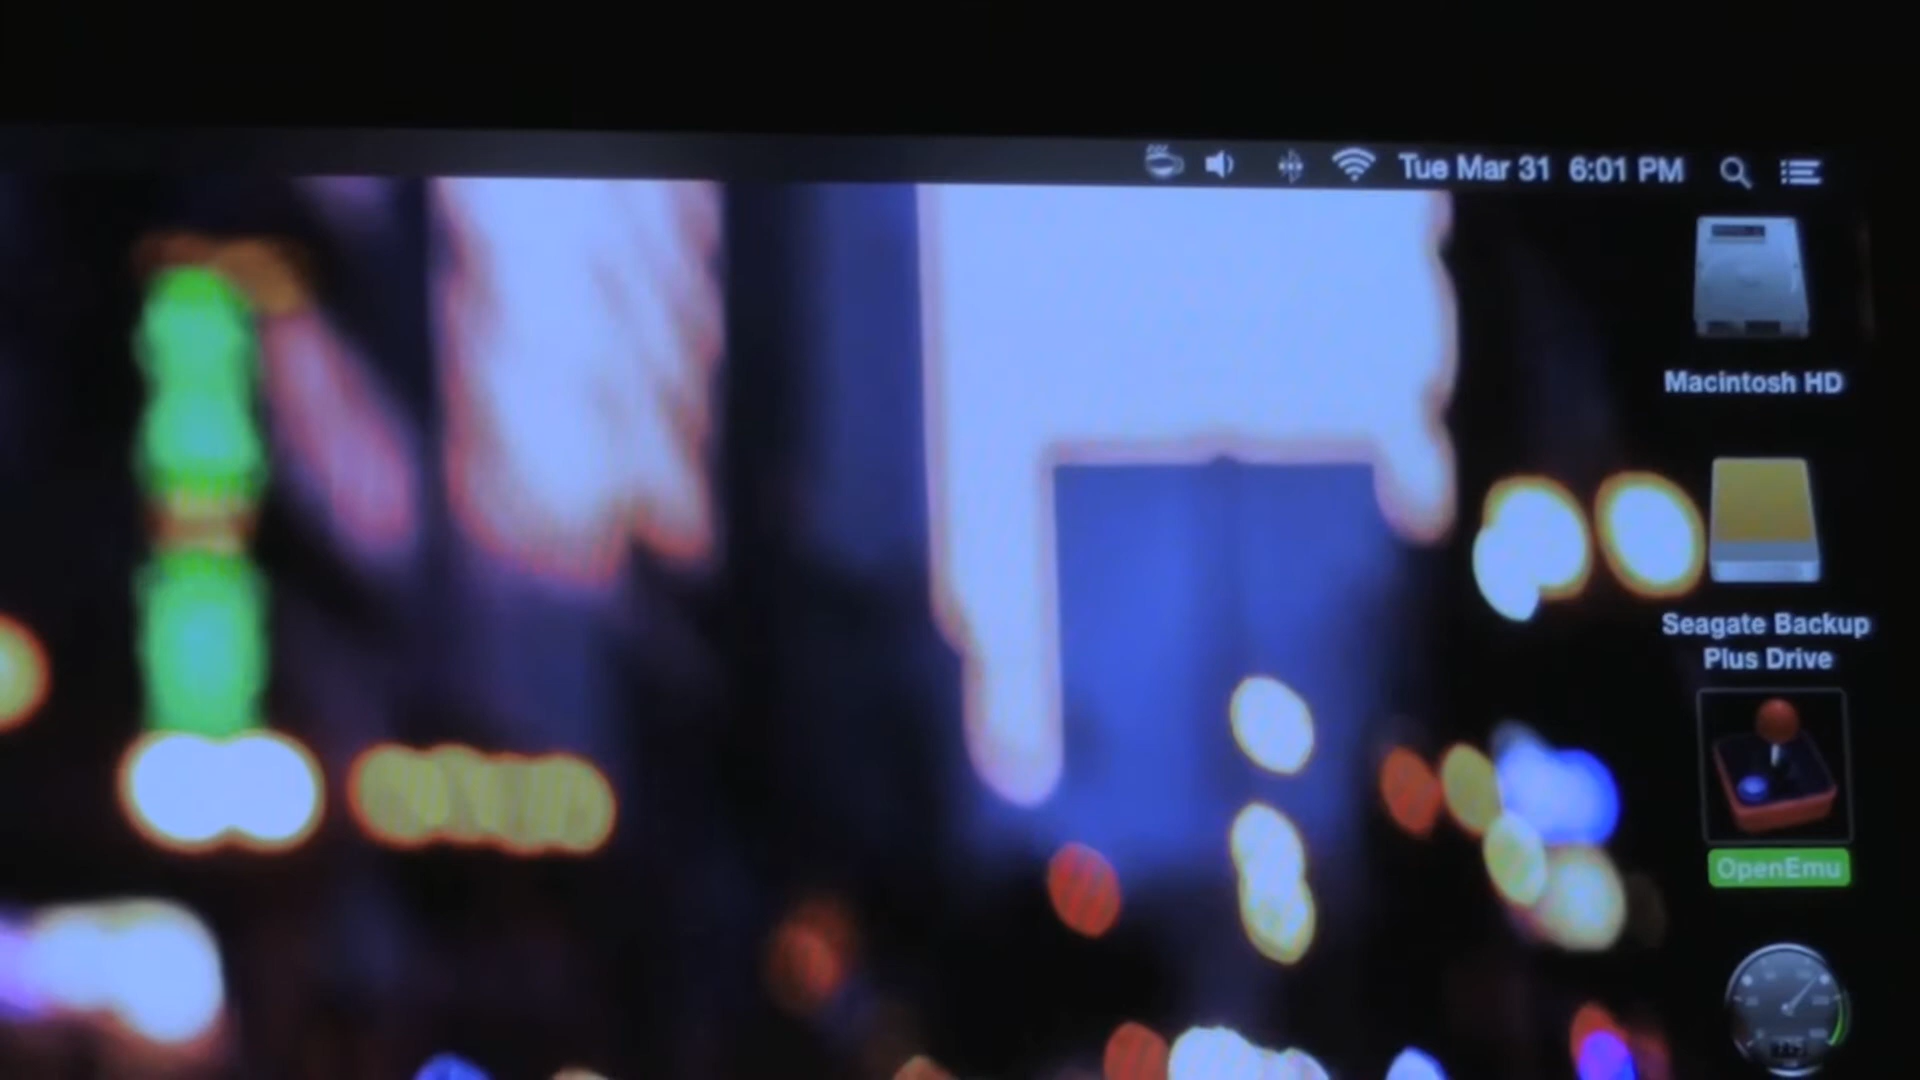 Tue Mar 31 6:01 PM
Macintosh HD
Seagate Backup
Plus Drive
OpenEmu